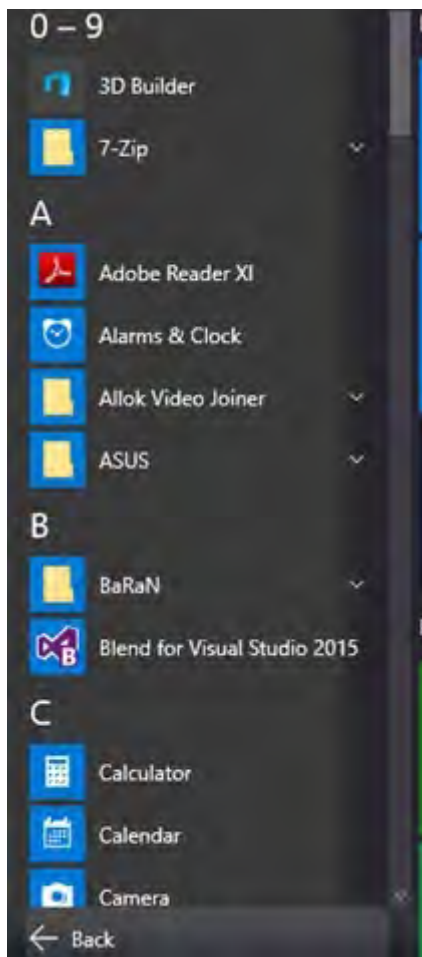 0 – 9
3D Builder
7-Zip
A
Adobe Reader XI
Alarms & Clock
Allok Video Joiner
ASUS
B
BaRaN
B
Blend for Visual Studio 2015
C
Calculator
Calendar
Camera
Back